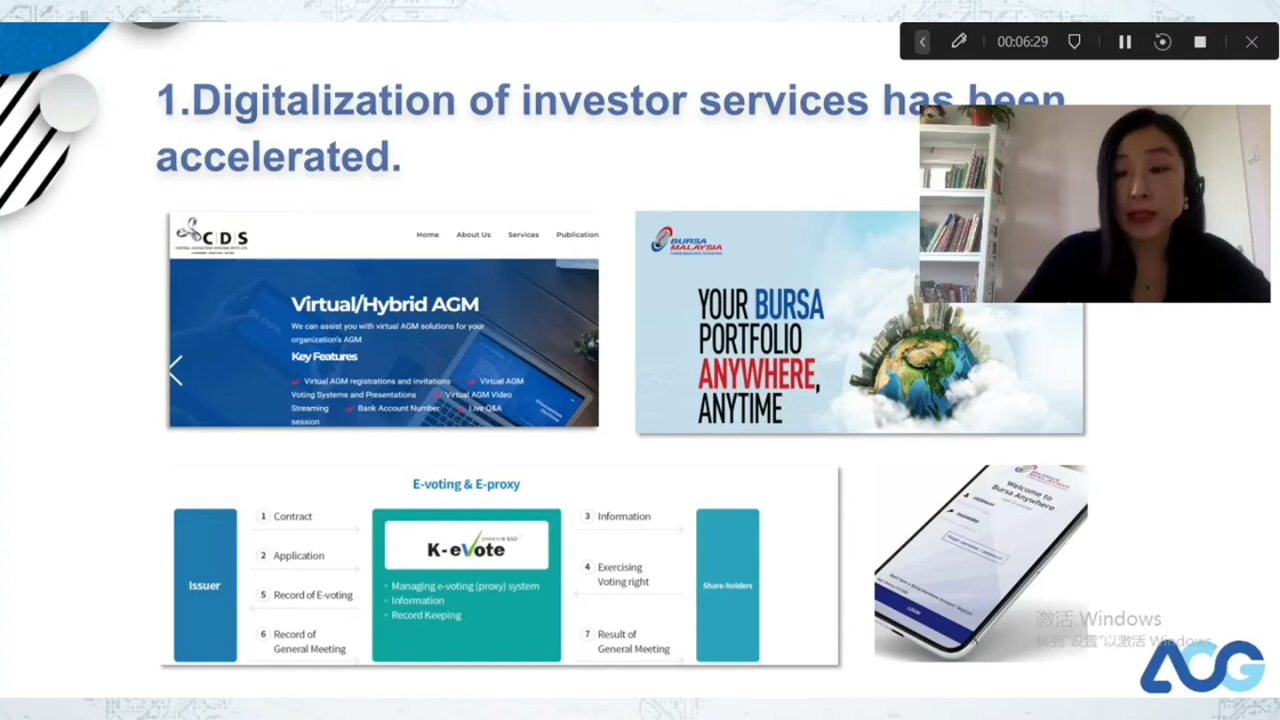 00:06:29
1.Digitalization of investor services has been
accelerated.
CDS
Home About Us Services Publication
Virtual/Hybrid AGM
We can assist you with virtual AGM solutions for your
organization's AGM
Key Features
Virtual AGM registrations and invitations Virtual AGM
Voting Systems and Presentations Virtual AGM Video
Streaming Bank Account Number Live Q&A
session
BURSA
MALAYSIA
YOUR BURSA
PORTFOLIO
ANYWHERE,
ANYTIME
E-voting & E-proxy
Issuer
1 Contract
2 Application
5 Record of E-voting
6 Record of
General Meeting
K-eVote
Managing e-voting (proxy) system
Information
Record Keeping
3 Information
4 Exercising
Voting right
7 Result of
General Meeting
Share-holders
Welcome to
Bursa Anywhere
LOGIN
激活 Windows
转到"设置"以激活 Windows。
ACG